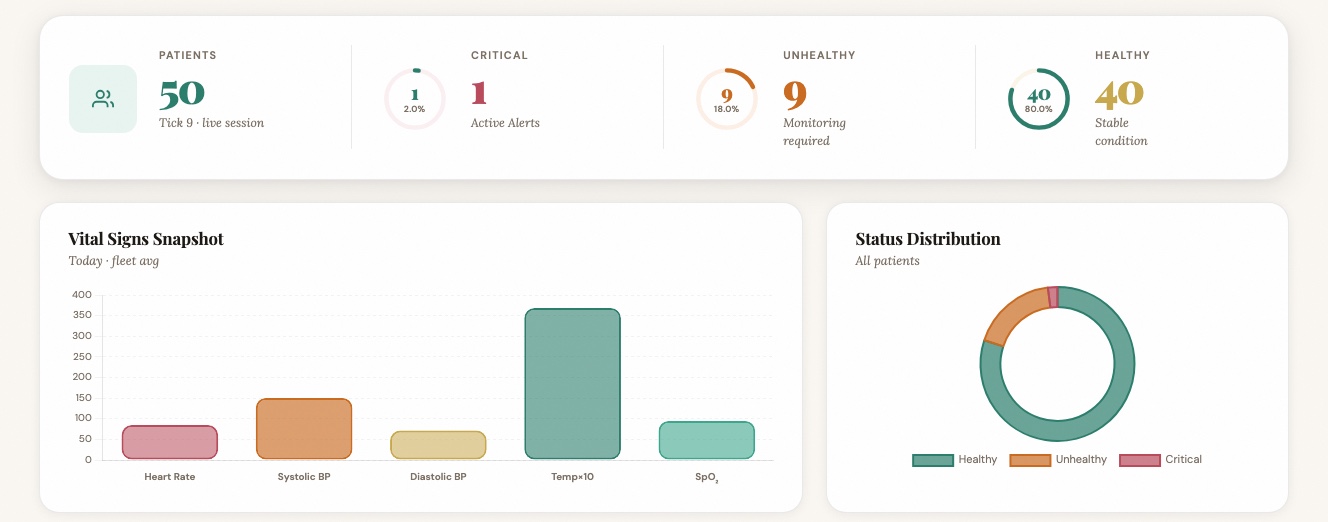 PATIENTS
50
Tick 9 · live session
1
2.0%
CRITICAL
1
Active Alerts
9
18.0%
UNHEALTHY
9
Monitoring
required
40
80.0%
HEALTHY
40
Stable
condition
Vital Signs Snapshot
Today · fleet avg
400
350
300
250
200
150
100
50
0
Heart Rate
Systolic BP
Diastolic BP
Temp×10
SpO₂
Status Distribution
All patients
Healthy
Unhealthy
Critical